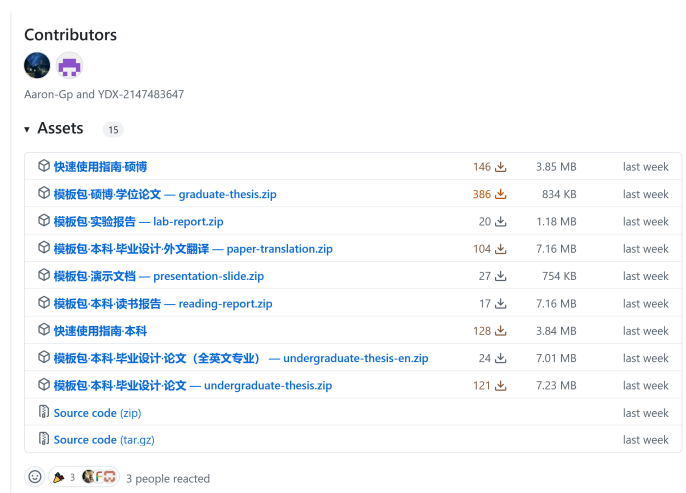 Contributors
Aaron-Gp and YDX-2147483647
Assets 15
快速使用指南·硕博 146 3.85 MB last week
模板包·硕博·学位论文 — graduate-thesis.zip 386 834 KB last week
模板包·实验报告 — lab-report.zip 20 1.18 MB last week
模板包·本科·毕业设计·外文翻译 — paper-translation.zip 104 7.16 MB last week
模板包·演示文档 — presentation-slide.zip 27 754 KB last week
模板包·本科·读书报告 — reading-report.zip 17 7.16 MB last week
快速使用指南·本科 128 3.84 MB last week
模板包·本科·毕业设计·论文（全英文专业） — undergraduate-thesis-en.zip 24 7.01 MB last week
模板包·本科·毕业设计·论文 — undergraduate-thesis.zip 121 7.23 MB last week
Source code (zip) last week
Source code (tar.gz) last week
3 3 people reacted